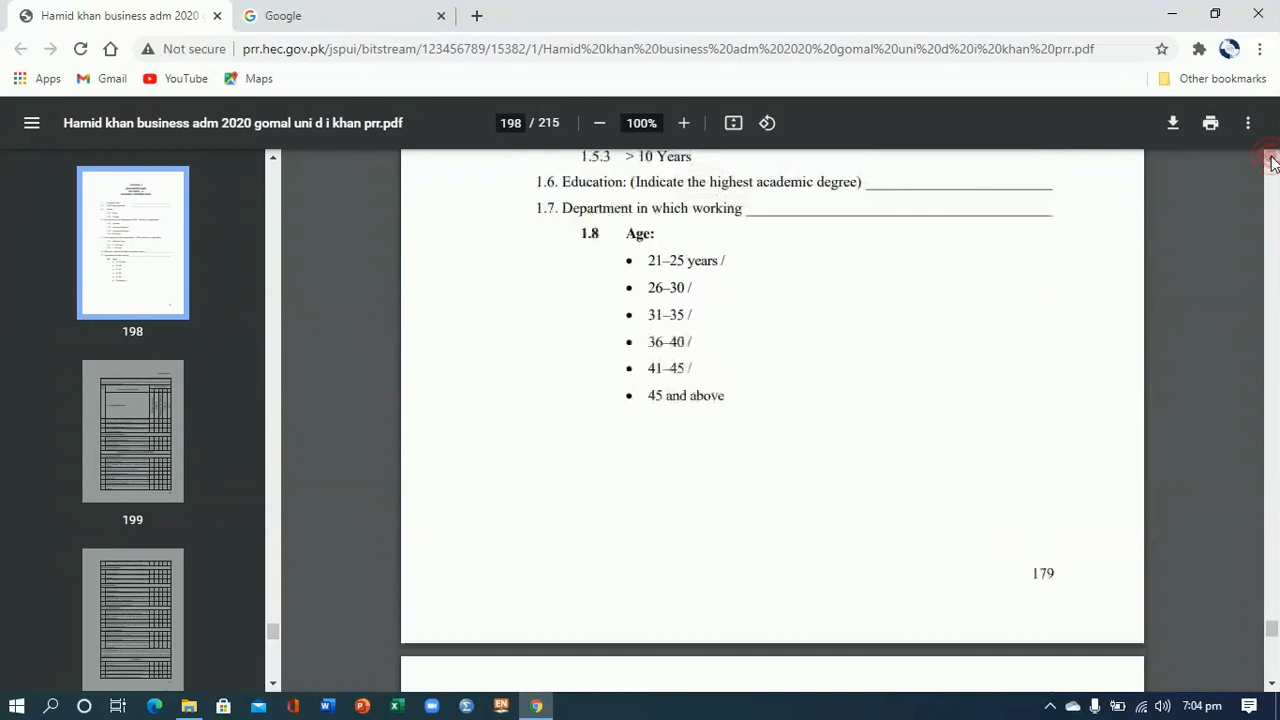 Hamid khan business adm 2020 g
Google
Not secure
prr.hec.gov.pk/jspui/bitstream/123456789/15382/1/Hamid%20khan%20business%20adm%202020%20gomal%20uni%20d%20i%20khan%20prr.pdf
Apps
Gmail
YouTube
Maps
Other bookmarks
Hamid khan business adm 2020 gomal uni d i khan prr.pdf
198 / 215
100%
1.5.3 > 10 Years
1.6. Education: (Indicate the highest academic degree) 
Department in which working 
1.8 Age:
• 21–25 years /
• 26–30 /
• 31–35 /
• 36–40 /
• 41–45 /
• 45 and above
179
198
199
200
7:04 pm